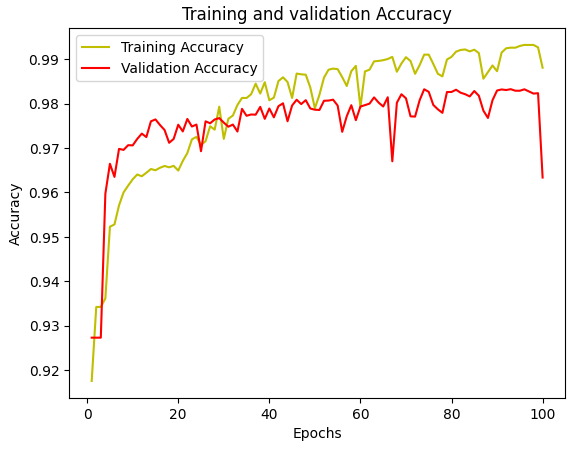 Training and validation Accuracy
Training Accuracy
Validation Accuracy
0.99
0.98
0.97
0.96
0.95
0.94
0.93
0.92
Accuracy
0 20 40 60 80 100
Epochs